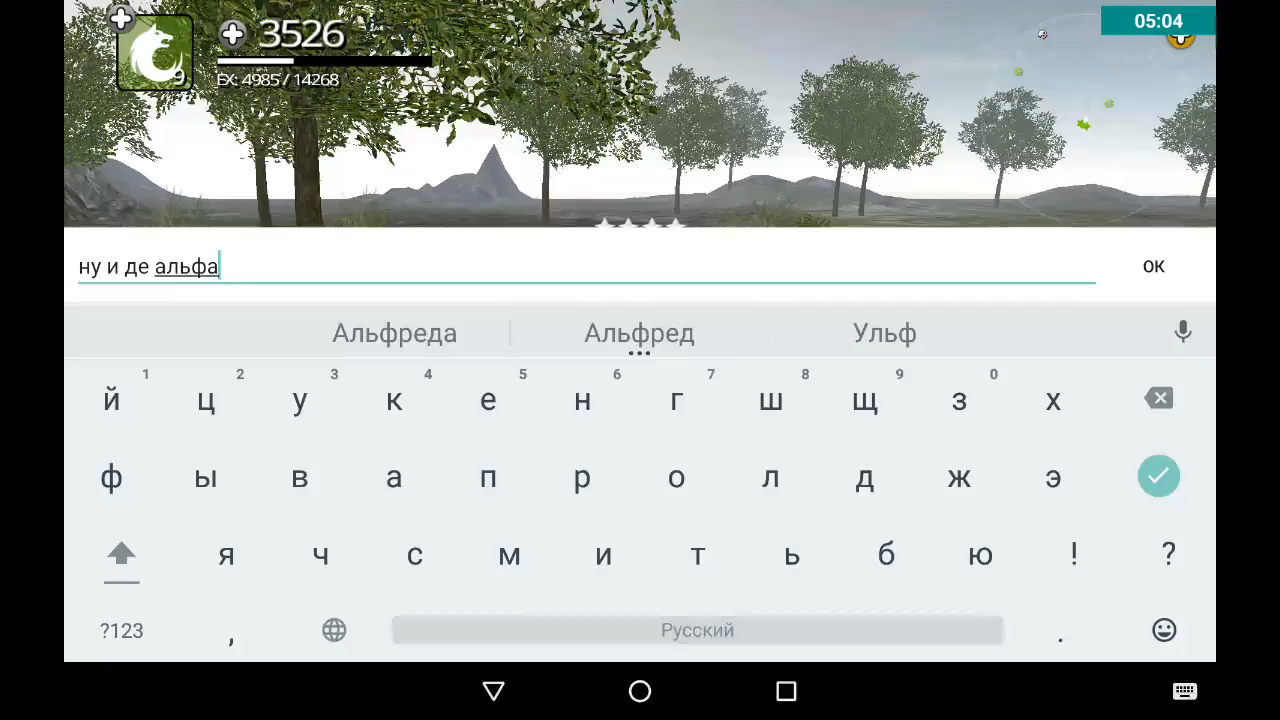 05:04
3526
9
EX: 4985 / 14268
ну и де альфа
ОК
Альфреда Альфред Ульф
1 2 3 4 5 6 7 8 9 0
й ц у к е н г ш щ з х
ф ы в а п р о л д ж э
я ч с м и т ь б ю ! ?
?123 , Русский .